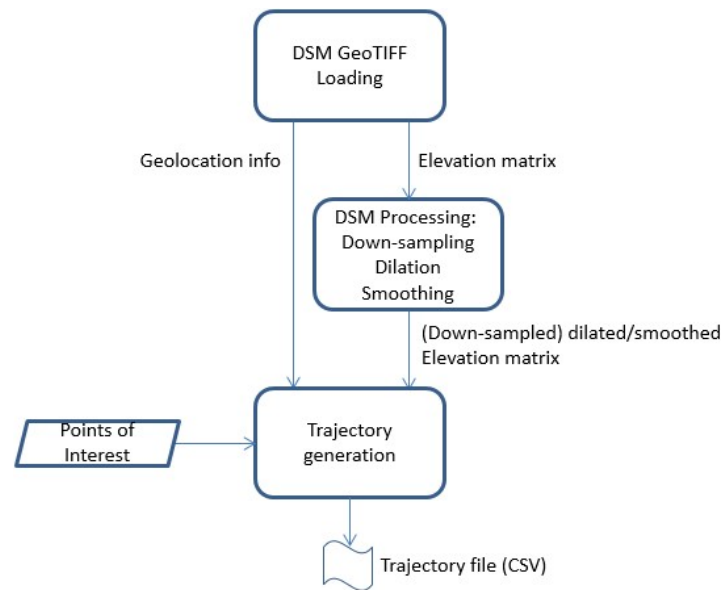 DSM GeoTIFF
Loading
Geolocation info
Elevation matrix
DSM Processing:
Down-sampling
Dilation
Smoothing
(Down-sampled) dilated/smoothed
Elevation matrix
Points of
Interest
Trajectory
generation
Trajectory file (CSV)